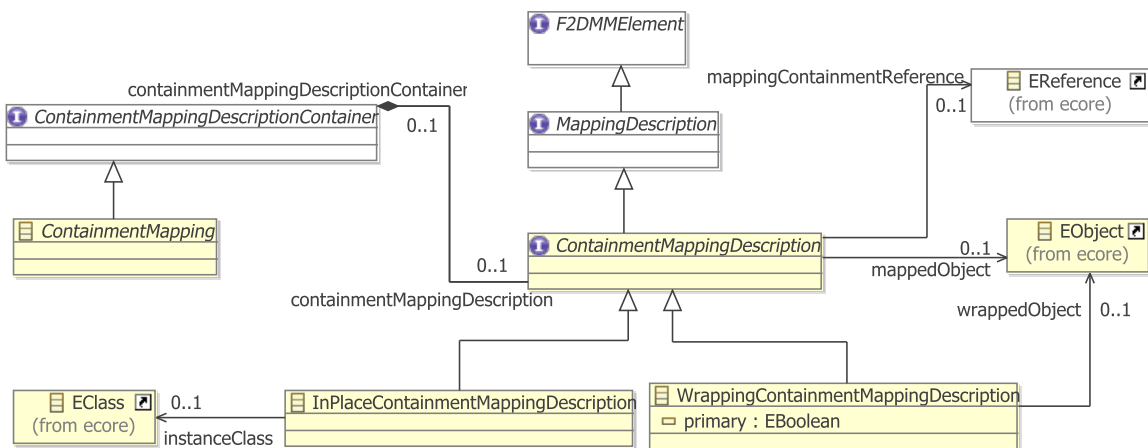 F2DMMElement
containmentMappingDescriptionContainer
mappingContainmentReference
EReference
(from ecore)
0..1
ContainmentMappingDescriptionContainer
0..1
MappingDescription
ContainmentMapping
ContainmentMappingDescription
0..1
mappedObject
EObject
(from ecore)
0..1
containmentMappingDescription
wrappedObject
0..1
EClass
(from ecore)
0..1
instanceClass
InPlaceContainmentMappingDescription
WrappingContainmentMappingDescription
primary : EBoolean